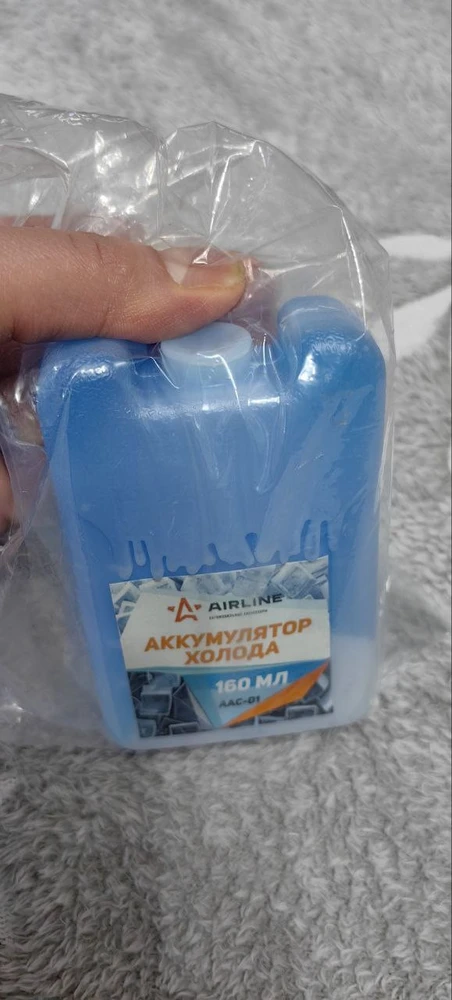 AIRLINE
АККУМУЛЯТОР
ХОЛОДА
160 МЛ
AAC-01